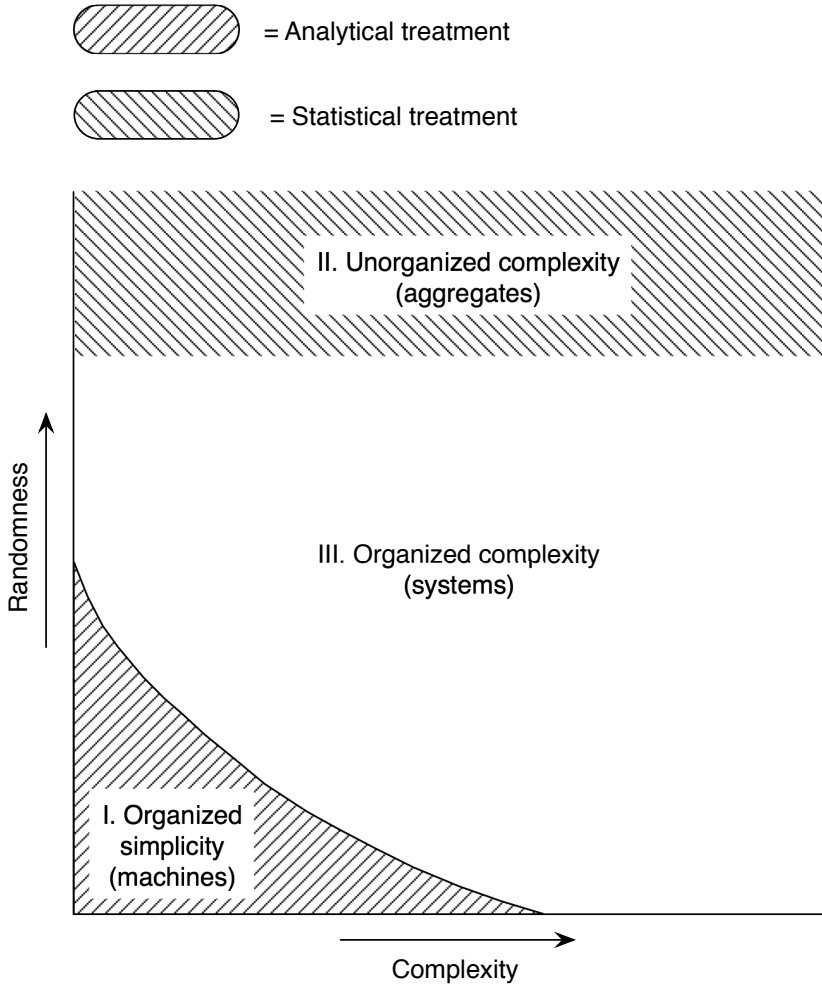 = Analytical treatment
= Statistical treatment
II. Unorganized complexity
(aggregates)
Randomness
III. Organized complexity
(systems)
I. Organized
simplicity
(machines)
Complexity